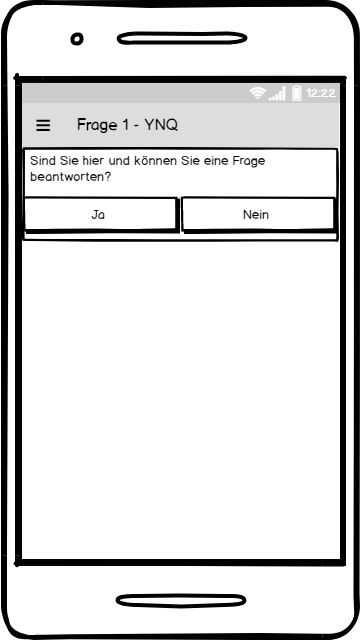 12:22
Frage 1 - YNQ
Sind Sie hier und können Sie eine Frage
beantworten?
Ja Nein